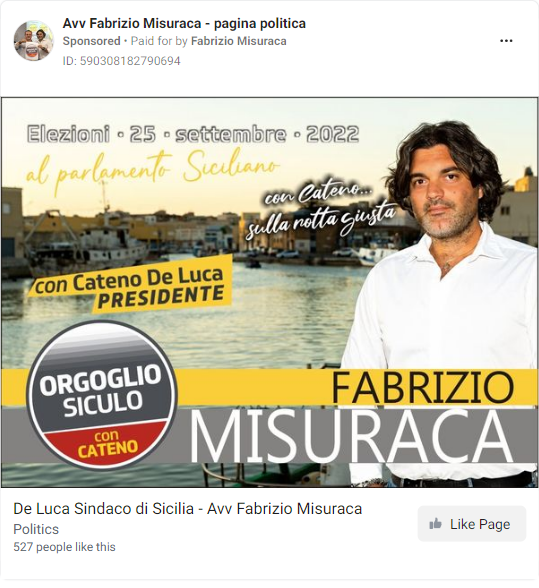 Avv Fabrizio Misuraca - pagina politica
Sponsored • Paid for by Fabrizio Misuraca
ID: 590308182790694
Elezioni • 25 • settembre • 2022
al parlamento Siciliano
con Cateno...
sulla rotta giusta
con Cateno De Luca
PRESIDENTE
ORGOGLIO
SICULO
con
CATENO
FABRIZIO
MISURACA
De Luca Sindaco di Sicilia - Avv Fabrizio Misuraca
Politics
527 people like this
Like Page